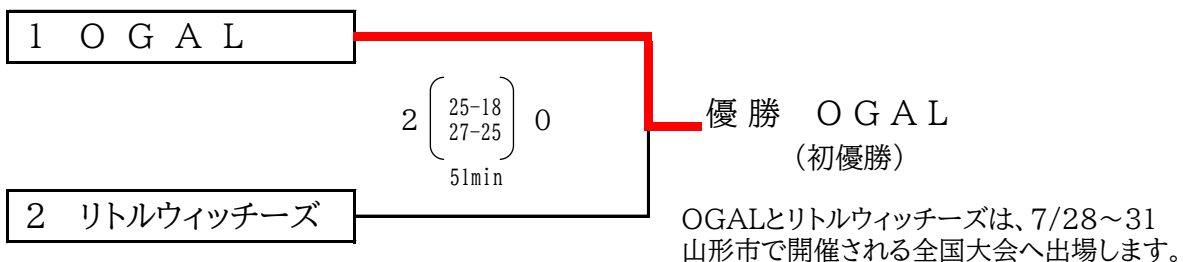 1 OGAL
2 25-18 0
27-25
51min
優勝 OGAL
（初優勝）
2 リトルウィッチーズ
OGALとリトルウィッチーズは、7/28～31
山形市で開催される全国大会へ出場します。